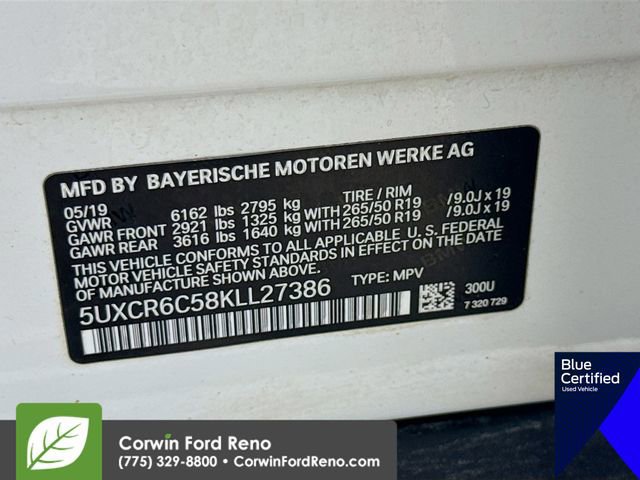 MFD BY BAYERISCHE MOTOREN WERKE AG
05/19 TIRE / RIM
GVWR 6162 lbs 2795 kg
GAWR FRONT 2921 lbs 1325 kg WITH 265/50 R19 /9.0J x 19
GAWR REAR 3616 lbs 1640 kg WITH 265/50 R19 /9.0J x 19
THIS VEHICLE CONFORMS TO ALL APPLICABLE U.S. FEDERAL
MOTOR VEHICLE SAFETY STANDARDS IN EFFECT ON THE DATE
OF MANUFACTURE SHOWN ABOVE.
5UXCR6C58KLL27386 TYPE: MPV
300U
7 320 729
Blue
Certified
Used Vehicle
Corwin Ford Reno
(775) 329-8800 • CorwinFordReno.com